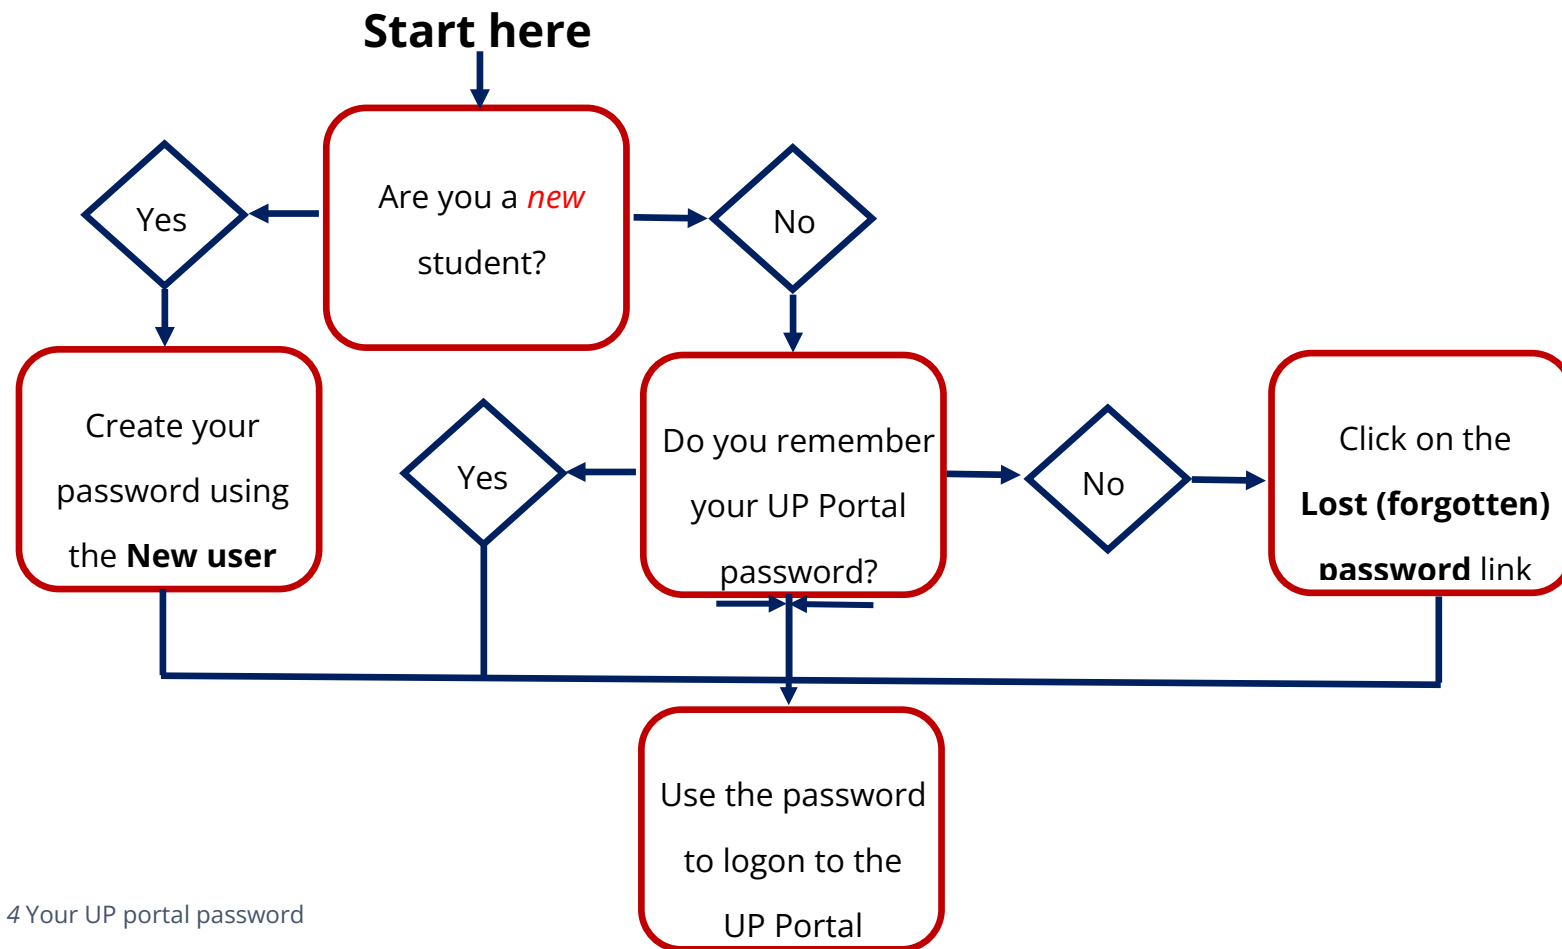 Start here
Are you a new
student?
Yes
No
Create your
password using
the New user
Yes
Do you remember
your UP Portal
password?
No
Click on the
Lost (forgotten)
password link
Use the password
to logon to the
UP Portal
4 Your UP portal password